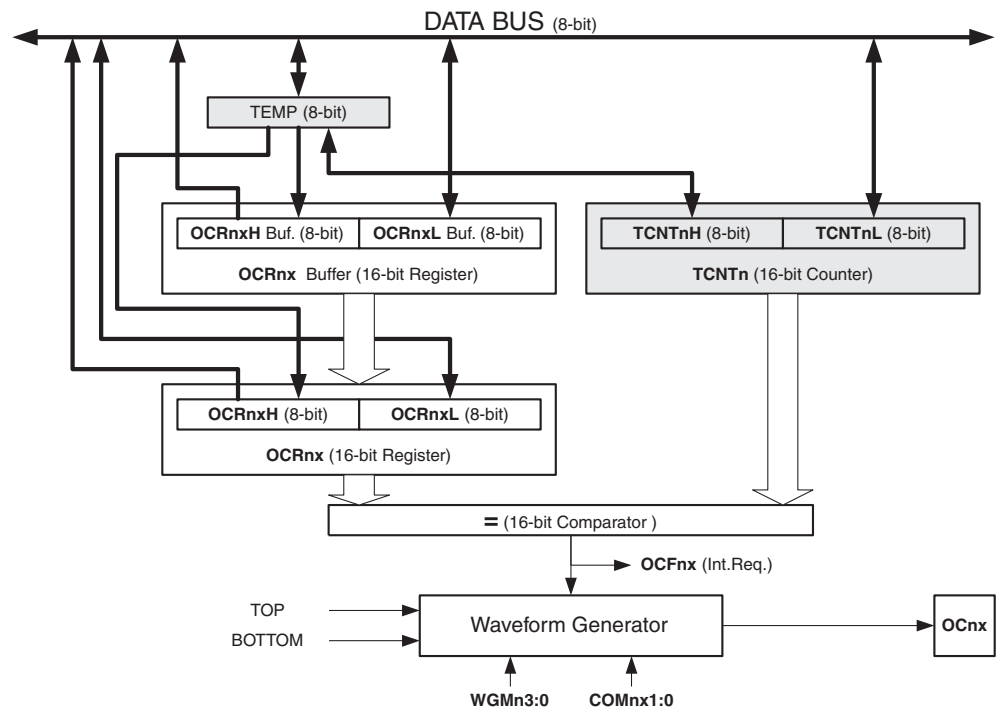 DATA BUS (8-bit)
TEMP (8-bit)
OCRnxH Buf. (8-bit)
OCRnxL Buf. (8-bit)
TCNTnH (8-bit)
TCNTnL (8-bit)
OCRnx Buffer (16-bit Register)
TCNTn (16-bit Counter)
OCRnxH (8-bit)
OCRnxL (8-bit)
OCRnx (16-bit Register)
= (16-bit Comparator )
OCFnx (Int.Req.)
TOP
BOTTOM
Waveform Generator
OCnx
WGMn3:0
COMnx1:0